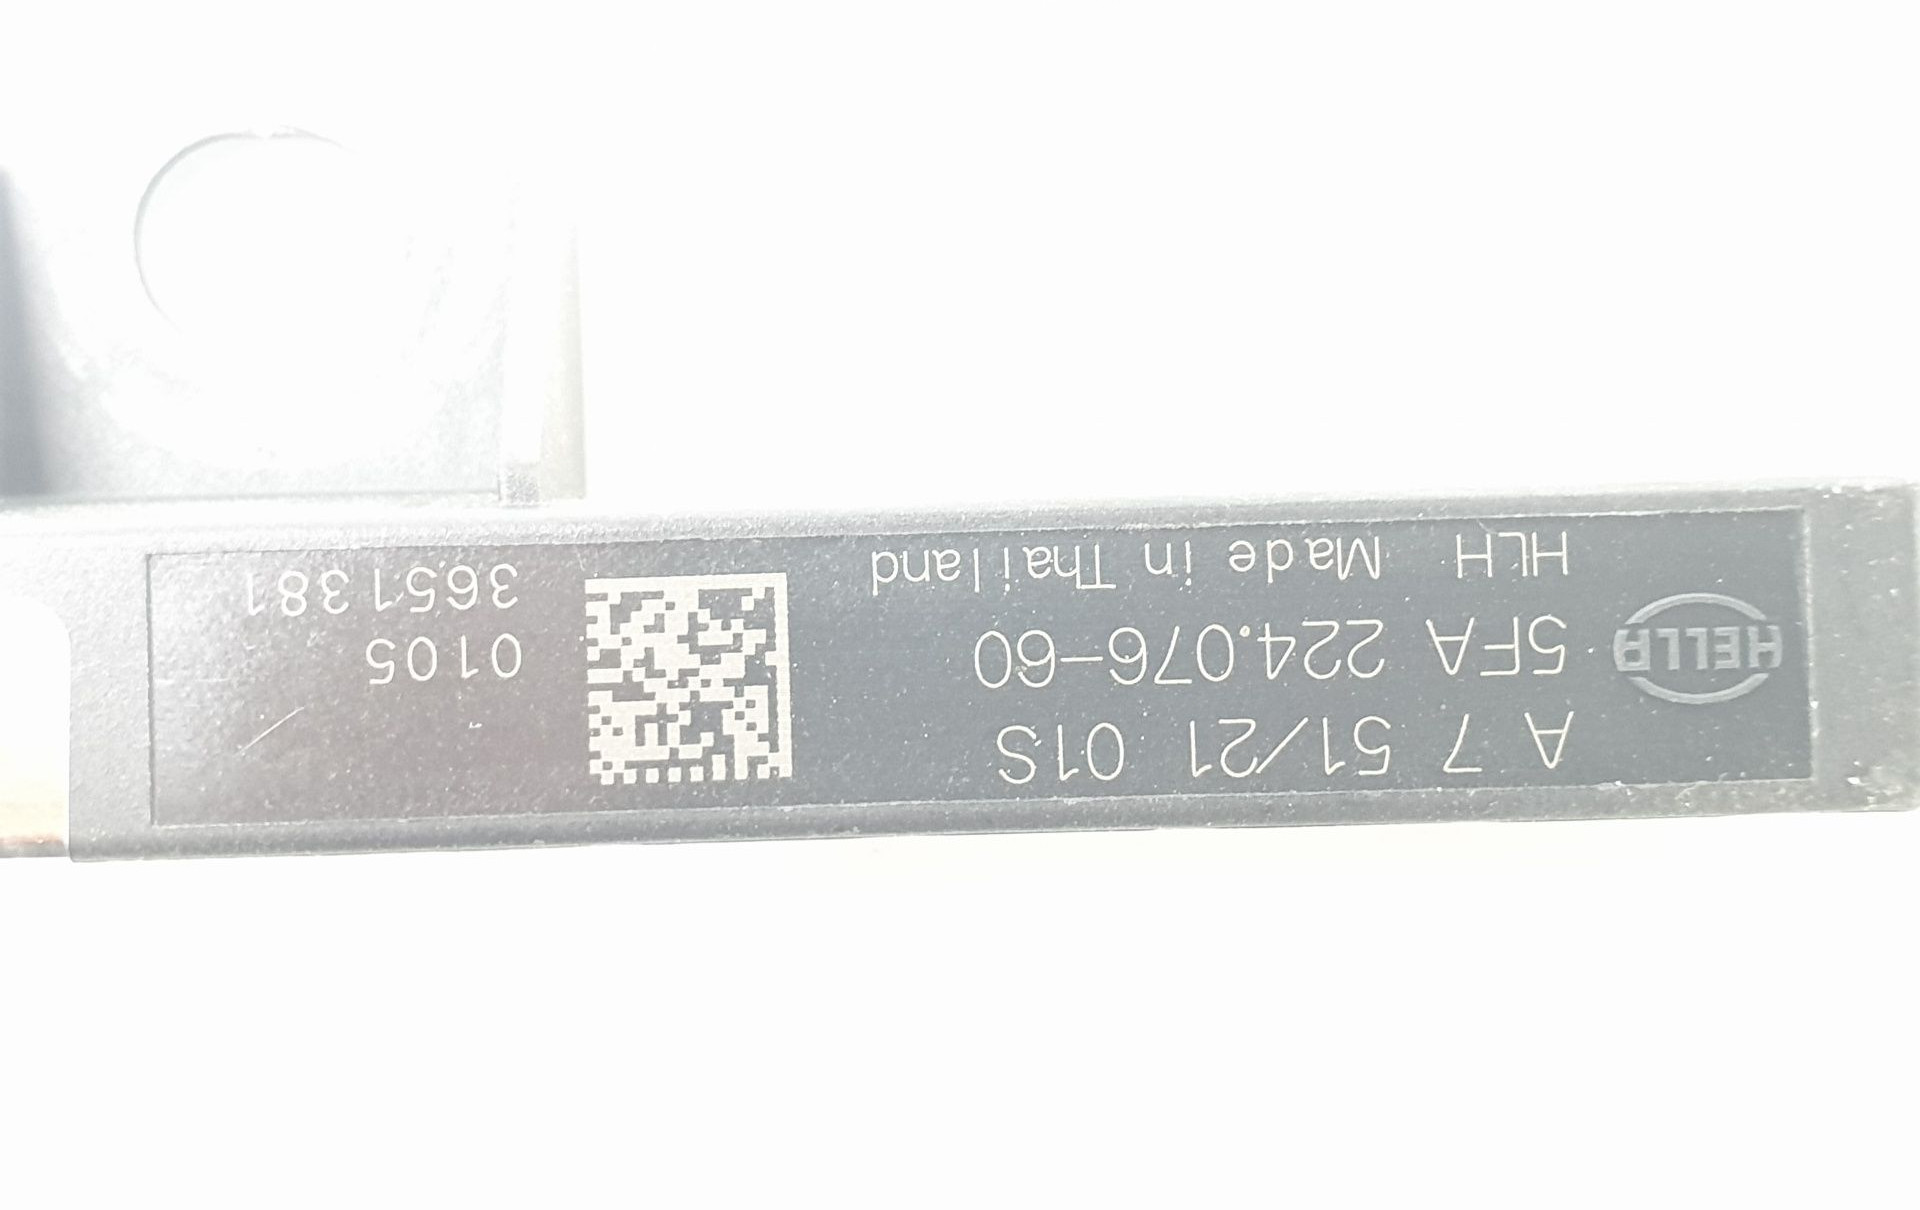 HELLA
A 7 51/21 01S
5FA 224.076-60
HLH Made in Thailand
0105
3651381